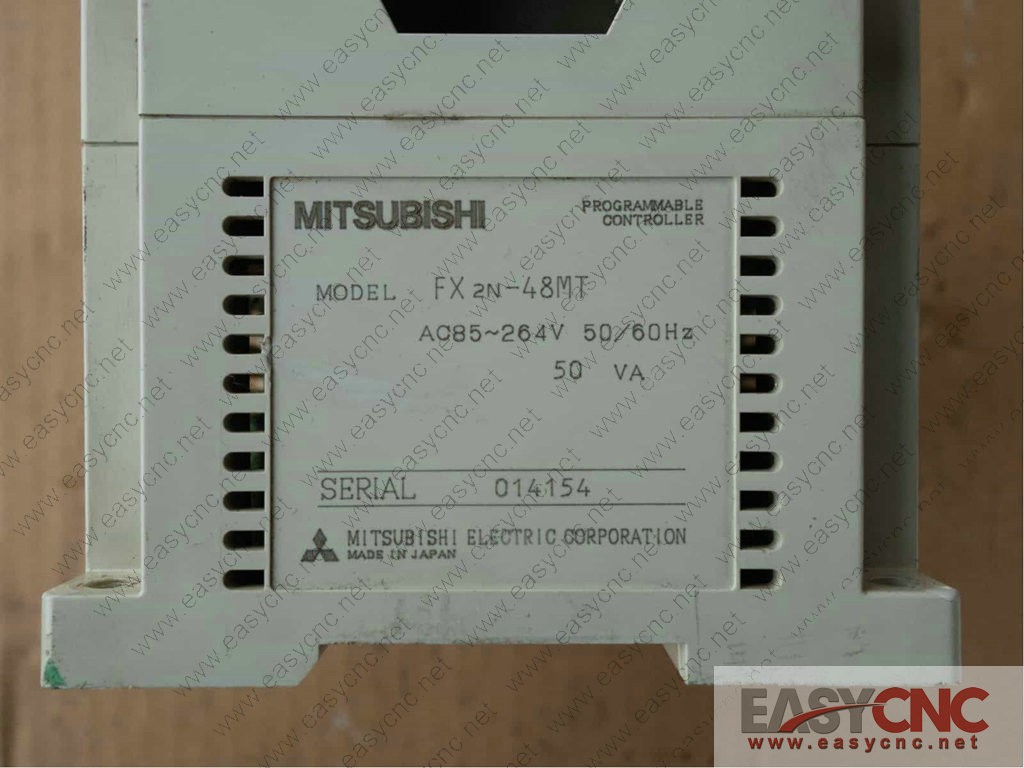 MITSUBISHI
PROGRAMMABLE
CONTROLLER
MODEL FX2N-48MT
AC85~264V 50/60Hz
50 VA
SERIAL 014154
MITSUBISHI ELECTRIC CORPORATION
MADE IN JAPAN
EASYCNC
www.easycnc.net